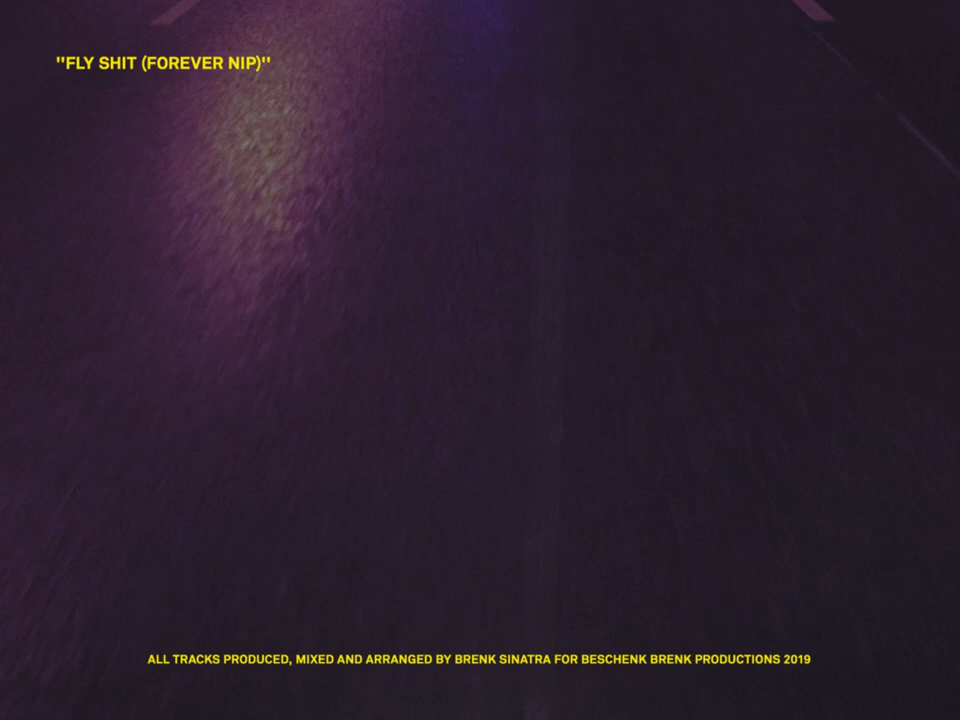 "FLY SHIT (FOREVER NIP)"
ALL TRACKS PRODUCED, MIXED AND ARRANGED BY BRENK SINATRA FOR BESCHENK BRENK PRODUCTIONS 2019